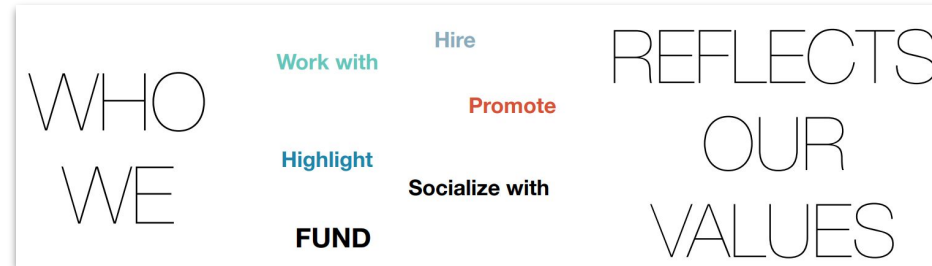 WHO
WE
Work with
Hire
Promote
Highlight
Socialize with
FUND
REFLECTS
OUR
VALUES